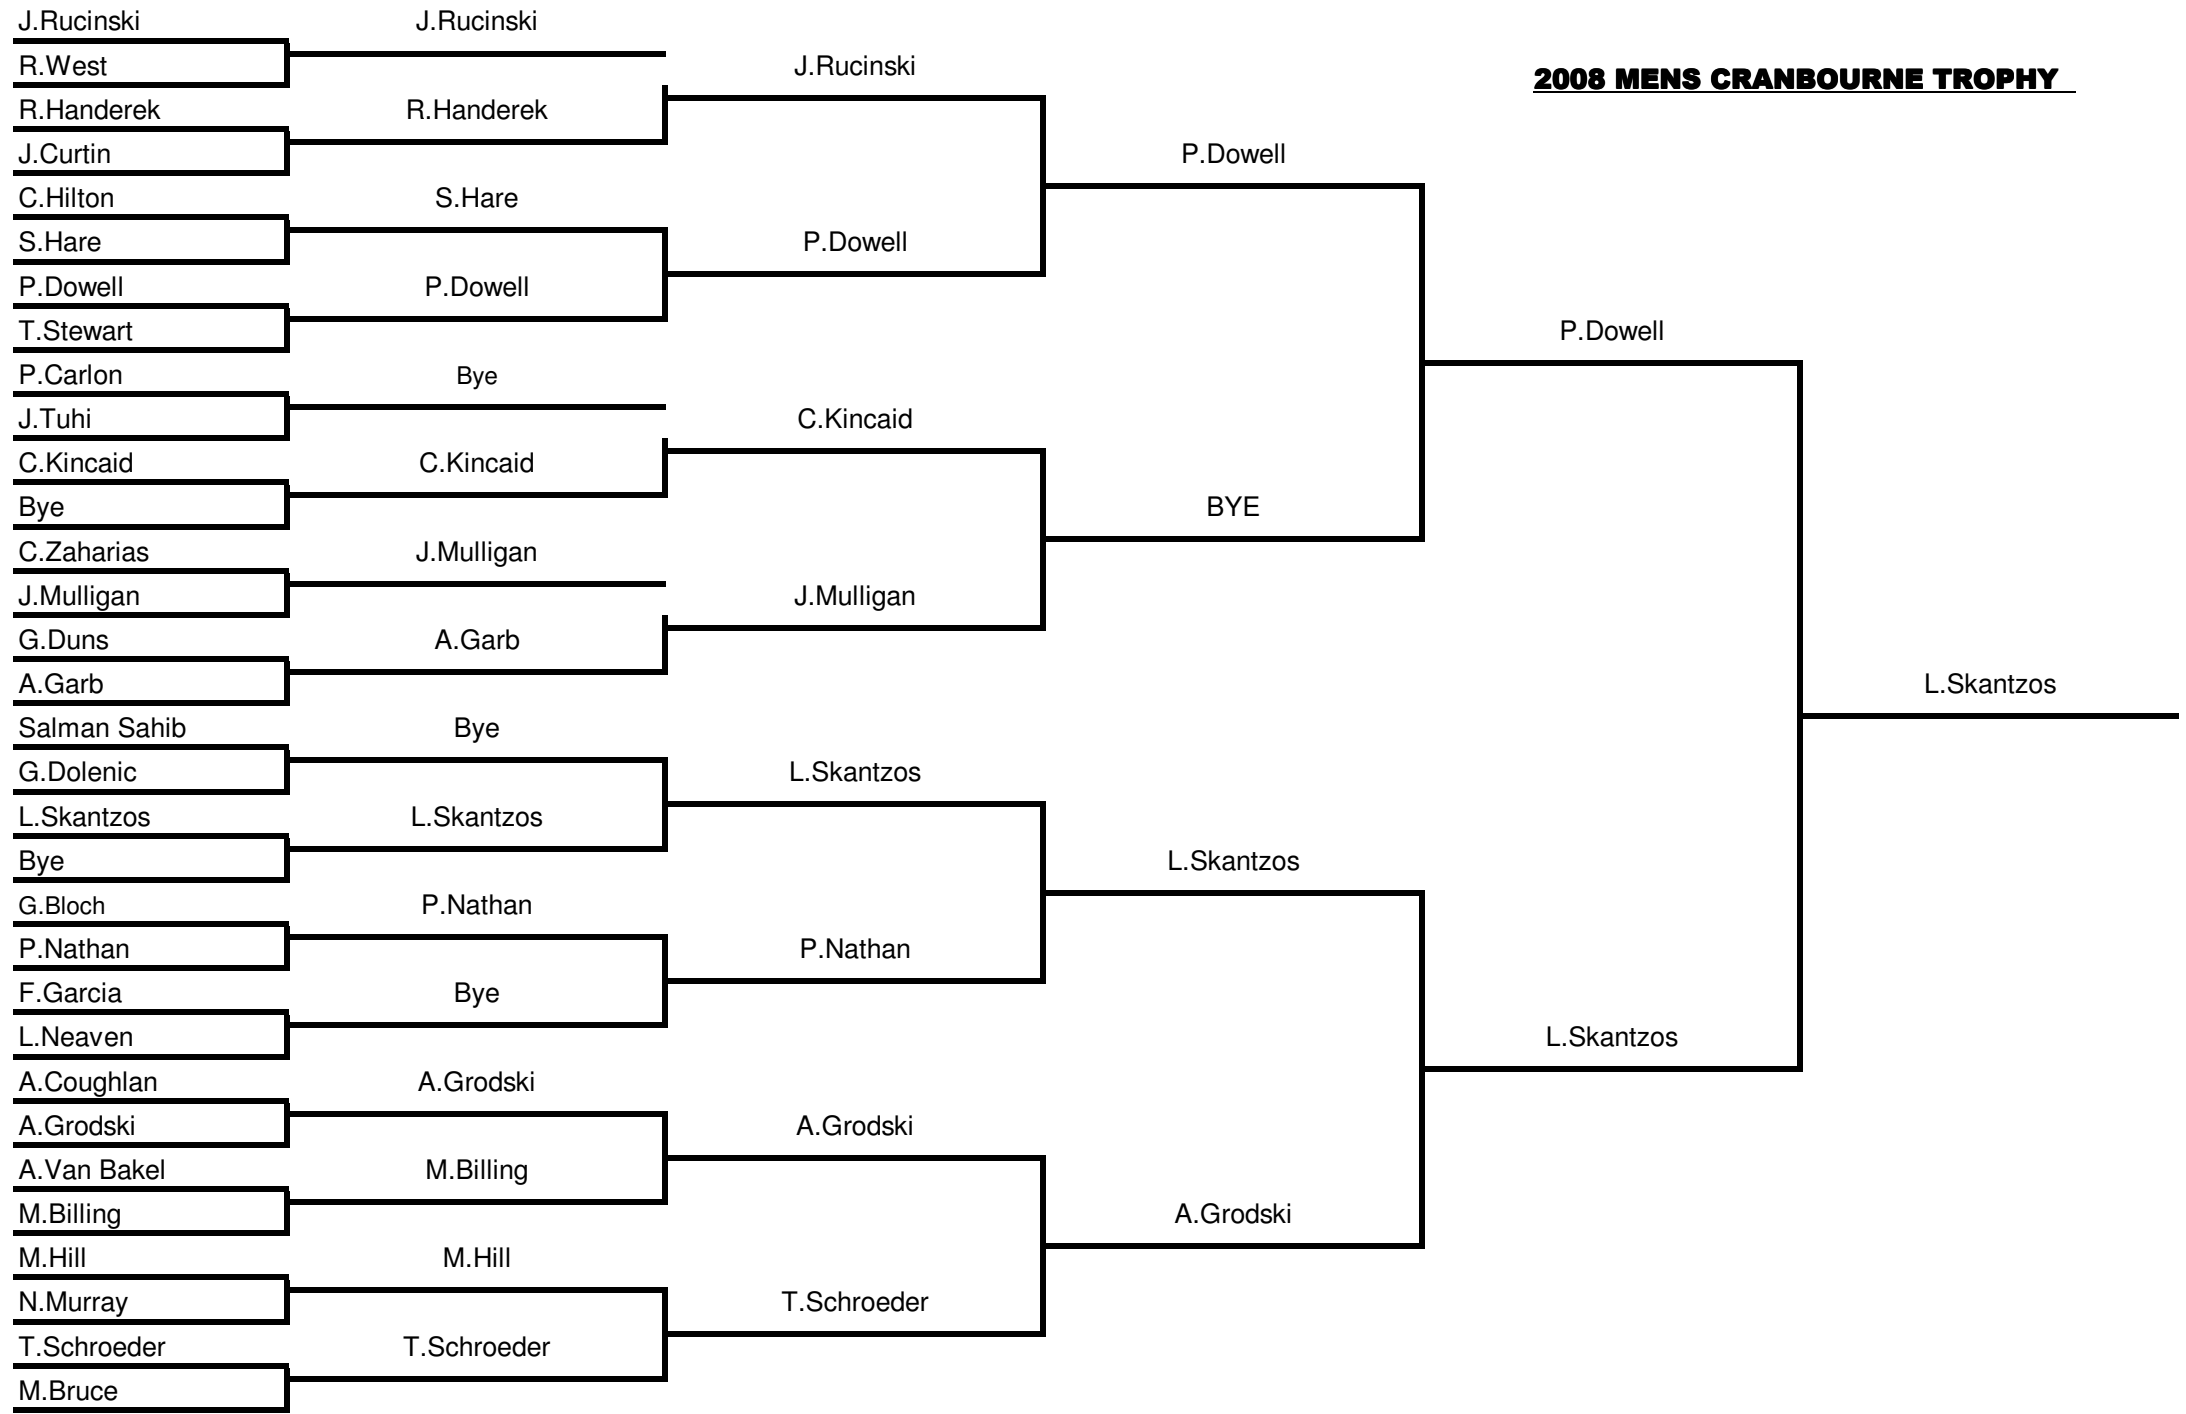 J.Rucinski
J.Rucinski
R.West
J.Rucinski
2008 MENS CRANBOURNE TROPHY
R.Handerek
R.Handerek
J.Curtin
P.Dowell
C.Hilton
S.Hare
S.Hare
P.Dowell
P.Dowell
P.Dowell
T.Stewart
P.Dowell
P.Carlon
Bye
J.Tuhi
C.Kincaid
C.Kincaid
C.Kincaid
Bye
BYE
C.Zaharias
J.Mulligan
J.Mulligan
J.Mulligan
G.Duns
A.Garb
A.Garb
L.Skantzos
Salman Sahib
Bye
G.Dolenic
L.Skantzos
L.Skantzos
L.Skantzos
Bye
L.Skantzos
G.Bloch
P.Nathan
P.Nathan
P.Nathan
F.Garcia
Bye
L.Neaven
L.Skantzos
A.Coughlan
A.Grodski
A.Grodski
A.Grodski
A.Van Bakel
M.Billing
M.Billing
A.Grodski
M.Hill
M.Hill
N.Murray
T.Schroeder
T.Schroeder
T.Schroeder
M.Bruce